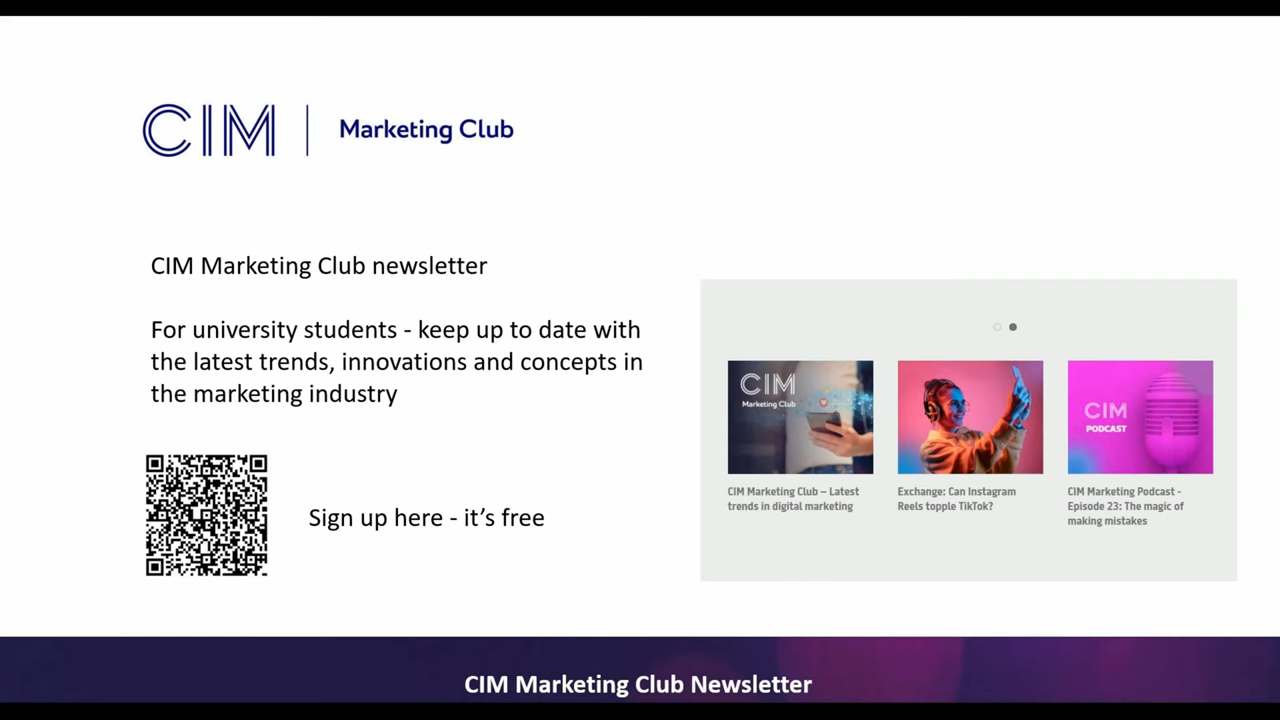 CIM
Marketing Club
CIM Marketing Club newsletter
For university students - keep up to date with
the latest trends, innovations and concepts in
the marketing industry
Sign up here - it’s free
CIM
Marketing Club
CIM Marketing Club – Latest
trends in digital marketing
Exchange: Can Instagram
Reels topple TikTok?
CIM
PODCAST
CIM Marketing Podcast -
Episode 23: The magic of
making mistakes
CIM Marketing Club Newsletter